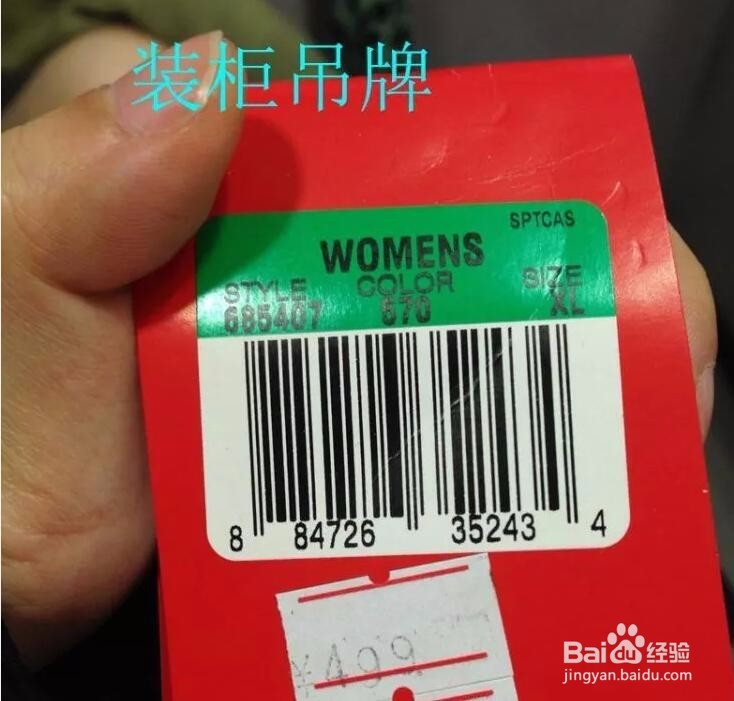 装柜吊牌
SPTCAS
WOMENS
STYLE COLOR SIZE
685407 570 XL
8 84726 35243 4
¥499
Baidu经验
jingyan.baidu.com